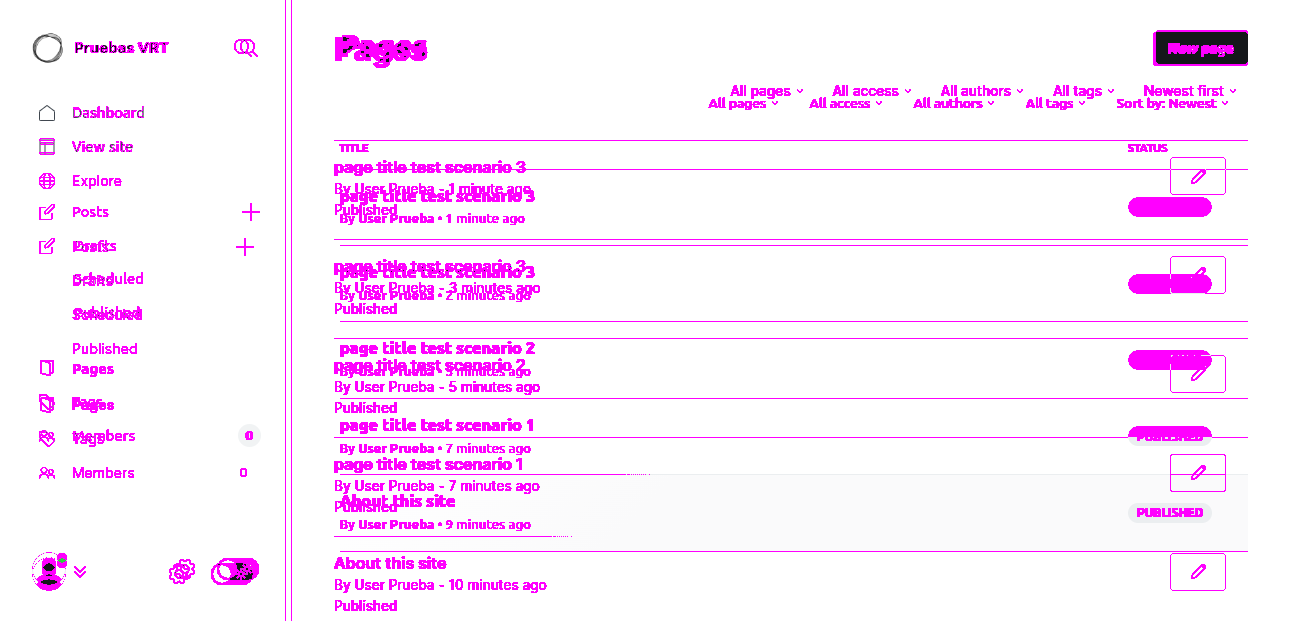 Pruebas VRT
Dashboard
View site
Explore
Posts
Drafts
Posts
Scheduled
Drafts
Published
Scheduled
Published
Pages
Tags
Pages
Members
0
Tags
Members
0
Pages
New page
All pages All access All authors All tags Newest first
All pages All access All authors All tags Sort by: Newest
TITLE STATUS
page title test scenario 3
By User Prueba - 1 minute ago
page title test scenario 3
Published
By User Prueba • 1 minute ago
page title test scenario 3
page title test scenario 3
By User Prueba - 3 minutes ago
By User Prueba • 2 minutes ago
Published
page title test scenario 2
page title test scenario 2
By User Prueba • 5 minutes ago
By User Prueba - 5 minutes ago
Published
page title test scenario 1
PUBLISHED
By User Prueba • 7 minutes ago
page title test scenario 1
By User Prueba - 7 minutes ago
About this site
Published
PUBLISHED
By User Prueba • 9 minutes ago
About this site
By User Prueba - 10 minutes ago
Published